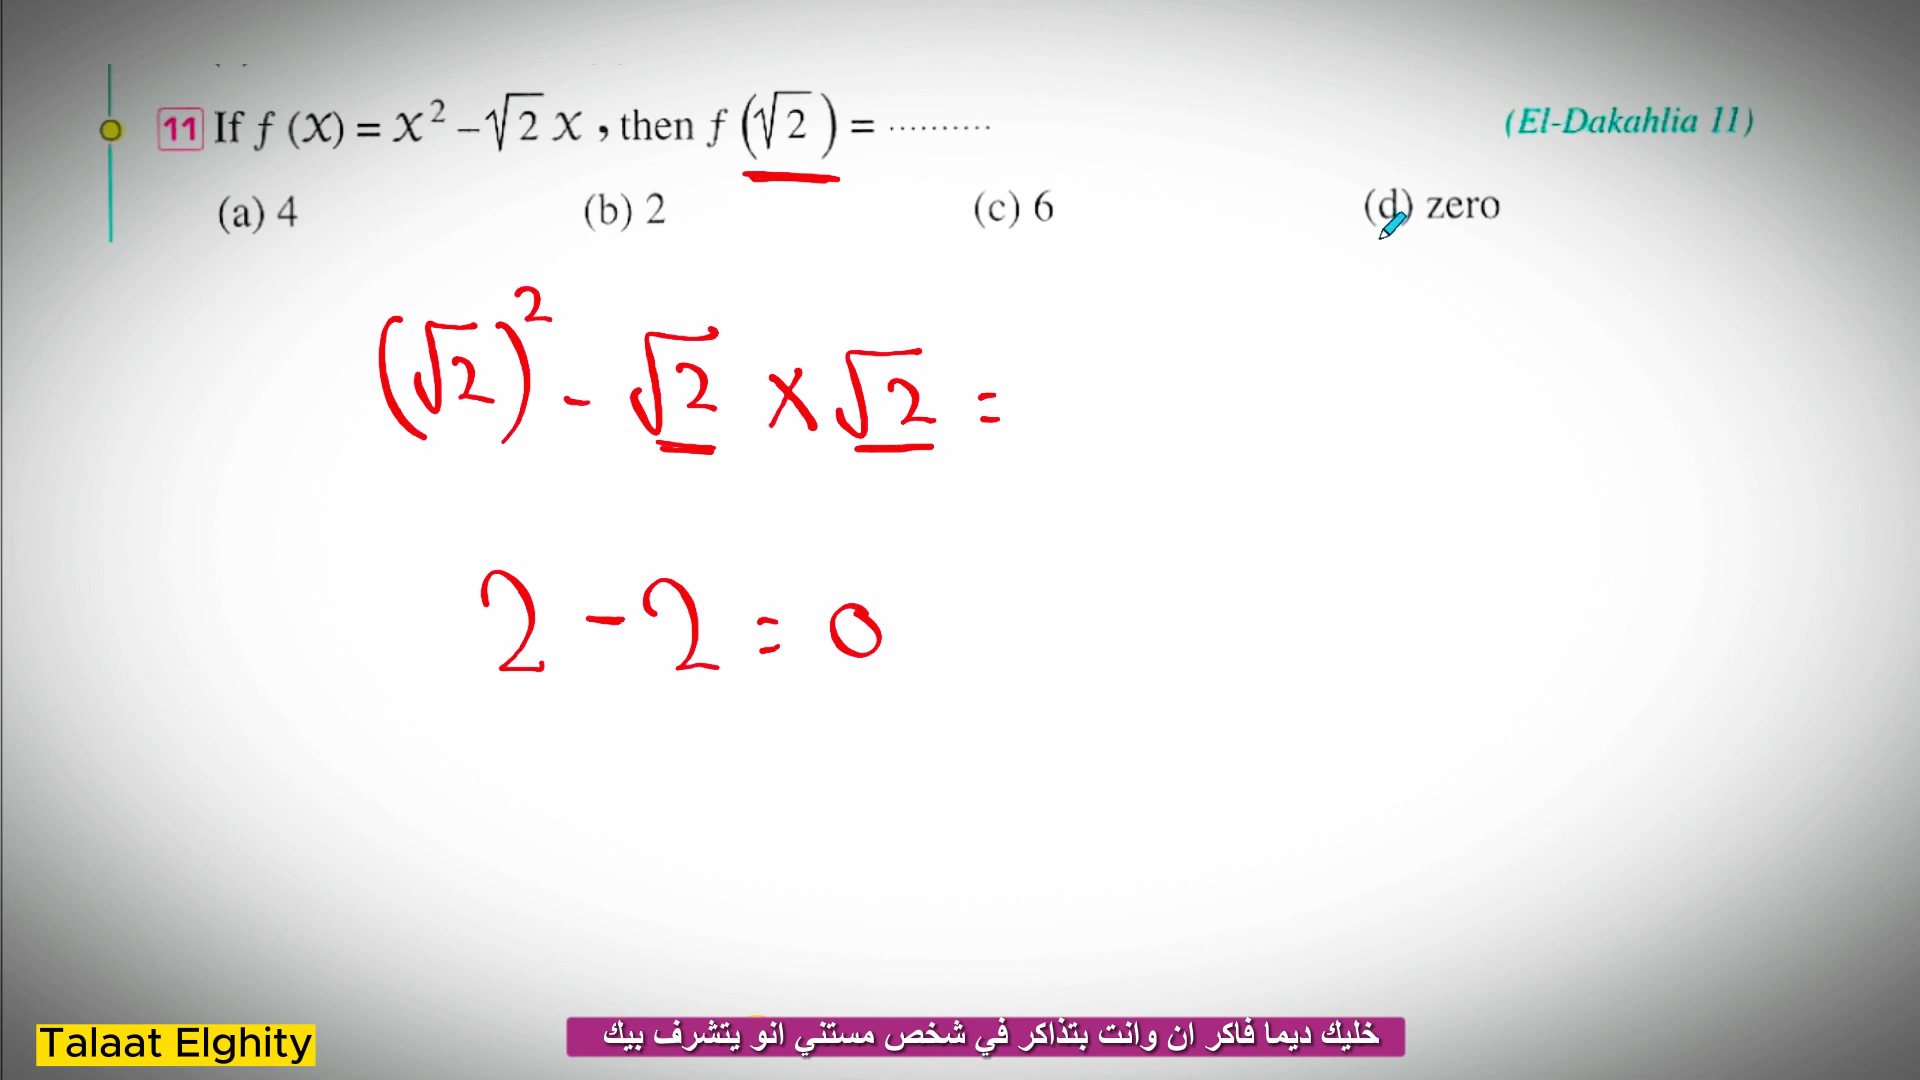 11 If f (X) = X² – √2 X , then f (√2) = ..........
(El-Dakahlia 11)
(a) 4
(b) 2
(c) 6
(d) zero
(√2)² - √2 × √2 =
2 - 2 = 0
Talaat Elghity
خليك ديما فاكر ان وانت بتذاكر في شخص مستني انو يتشرف بيك